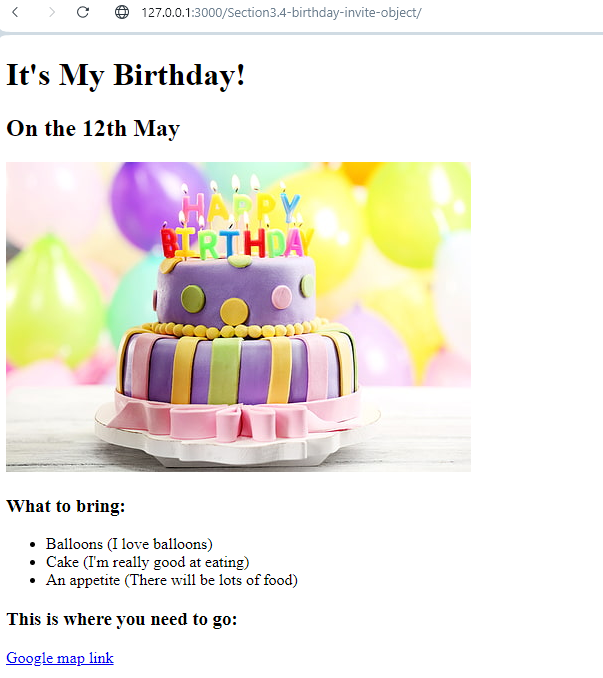 127.0.0.1:3000/Section3.4-birthday-invite-object/
It's My Birthday!
On the 12th May
HAPPY
BIRTHDAY
What to bring:
Balloons (I love balloons)
Cake (I'm really good at eating)
An appetite (There will be lots of food)
This is where you need to go:
Google map link